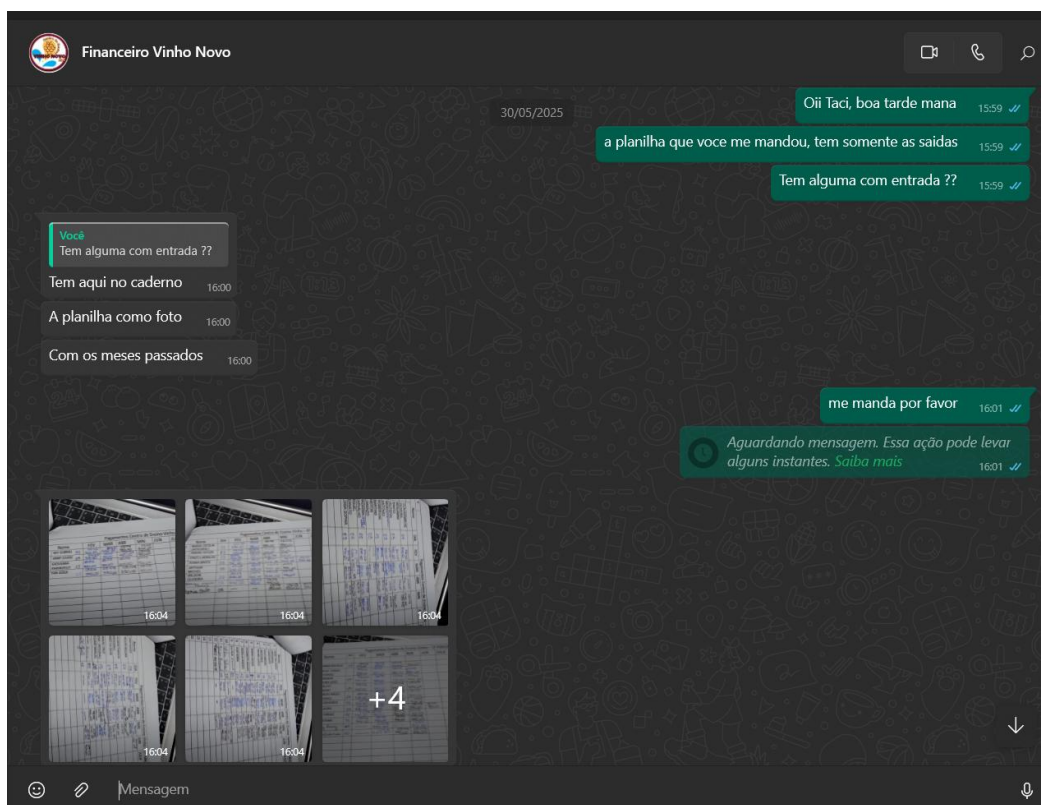 Financeiro Vinho Novo
30/05/2025
Oii Taci, boa tarde mana 15:59
a planilha que voce me mandou, tem somente as saidas 15:59
Tem alguma com entrada ?? 15:59
Você
Tem alguma com entrada ??
Tem aqui no caderno 16:00
A planilha como foto 16:00
Com os meses passados 16:00
me manda por favor 16:01
Aguardando mensagem. Essa ação pode levar
alguns instantes. Saiba mais 16:01
16:04 16:04 16:04
16:04 16:04 +4
Mensagem